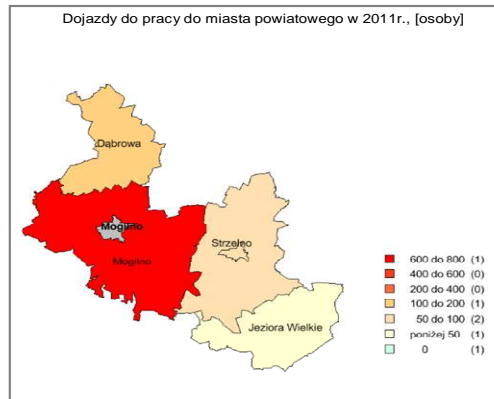 Dojazdy do pracy do miasta powiatowego w 2011r., [osoby]
Dąbrowa
Mogilno
Mogilno
Strzelno
Jeziora Wielkie
600 do 800 (1)
400 do 600 (0)
200 do 400 (0)
100 do 200 (1)
50 do 100 (2)
poniżej 50 (1)
0 (1)